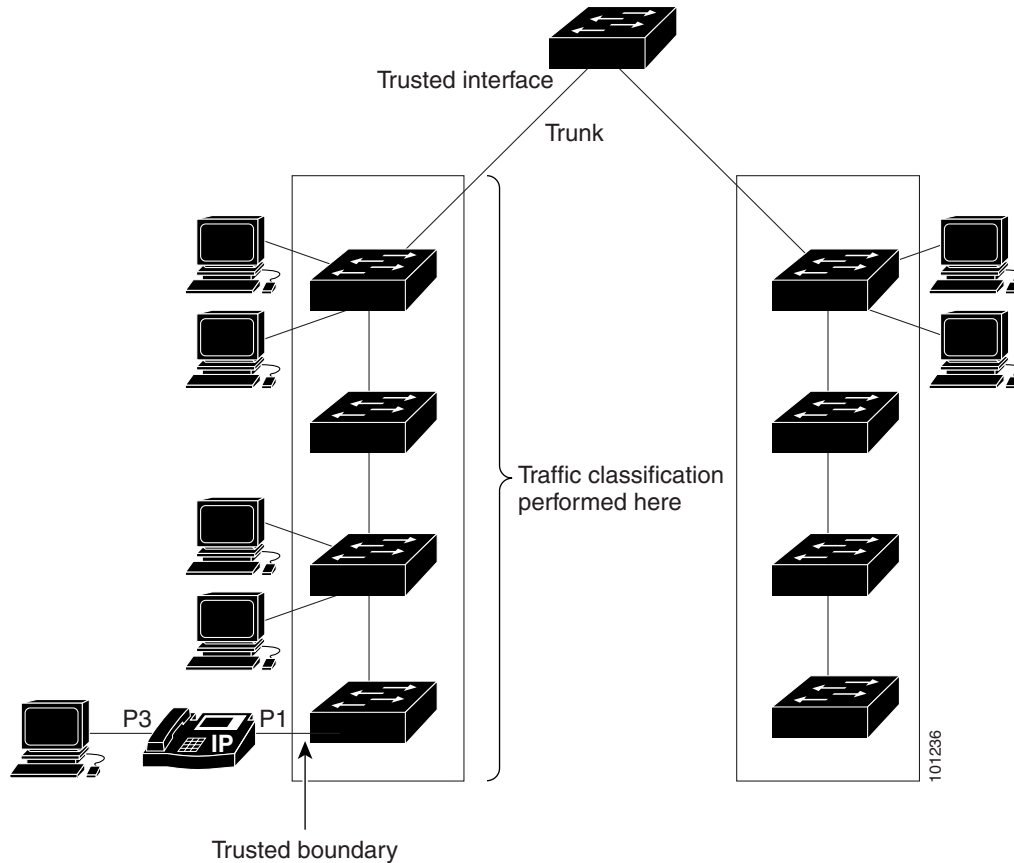 Trusted interface
Trunk
Traffic classification
performed here
P3
IP
P1
101236
Trusted boundary